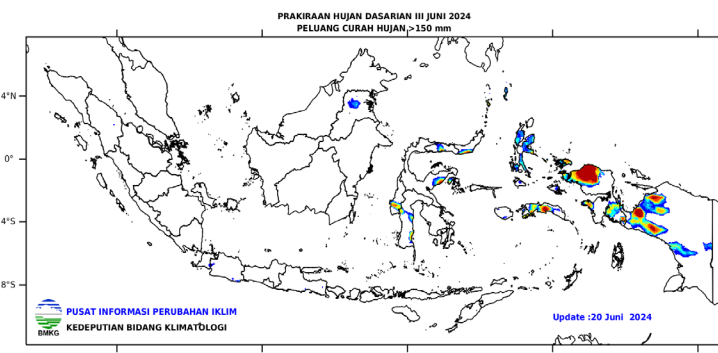 PRAKIRAAN HUJAN DASARIAN III JUNI 2024
PELUANG CURAH HUJAN >150 mm
4°N
0°
4°S
8°S
PUSAT INFORMASI PERUBAHAN IKLIM
KEDEPUTIAN BIDANG KLIMATOLOGI
BMKG
Update :20 Juni 2024